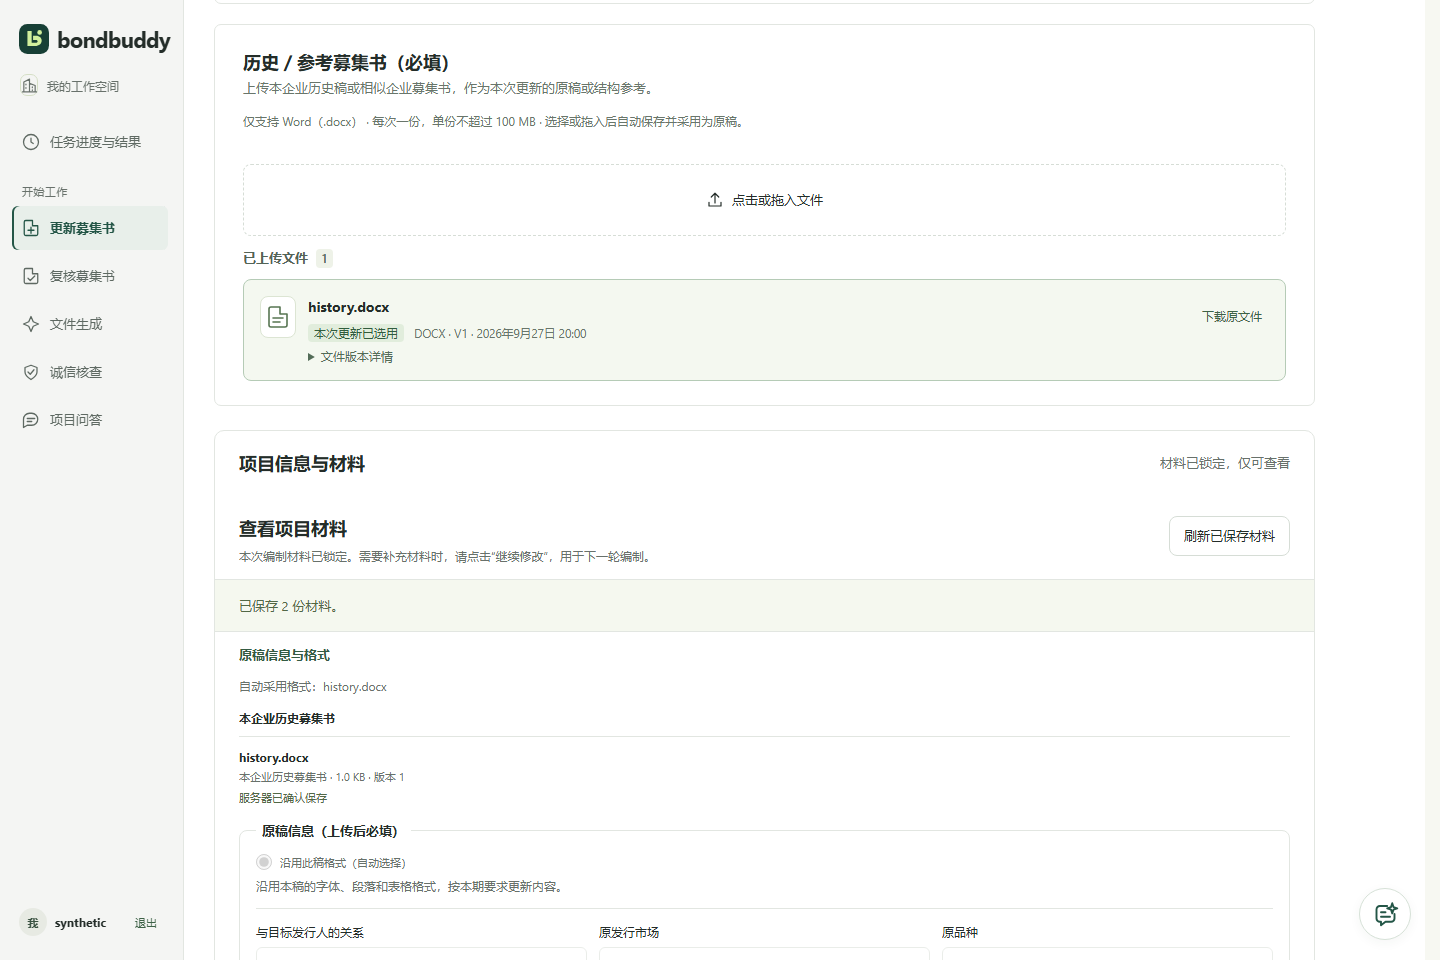 bondbuddy
我的工作空间
任务进度与结果
开始工作
更新募集书
复核募集书
文件生成
诚信核查
项目问答
我 synthetic 退出
历史 / 参考募集书（必填）
上传本企业历史稿或相似企业募集书，作为本次更新的原稿或结构参考。
仅支持 Word（.docx） · 每次一份，单份不超过 100 MB · 选择或拖入后自动保存并采用为原稿。
点击或拖入文件
已上传文件 1
history.docx
本次更新已选用 DOCX · V1 · 2026年9月27日 20:00
文件版本详情
下载原文件
项目信息与材料
材料已锁定，仅可查看
查看项目材料
本次编制材料已锁定。需要补充材料时，请点击“继续修改”，用于下一轮编制。
刷新已保存材料
已保存 2 份材料。
原稿信息与格式
自动采用格式：history.docx
本企业历史募集书
history.docx
本企业历史募集书 · 1.0 KB · 版本 1
服务器已确认保存
原稿信息（上传后必填）
沿用此稿格式（自动选择）
沿用本稿的字体、段落和表格格式，按本期要求更新内容。
与目标发行人的关系 原发行市场 原品种